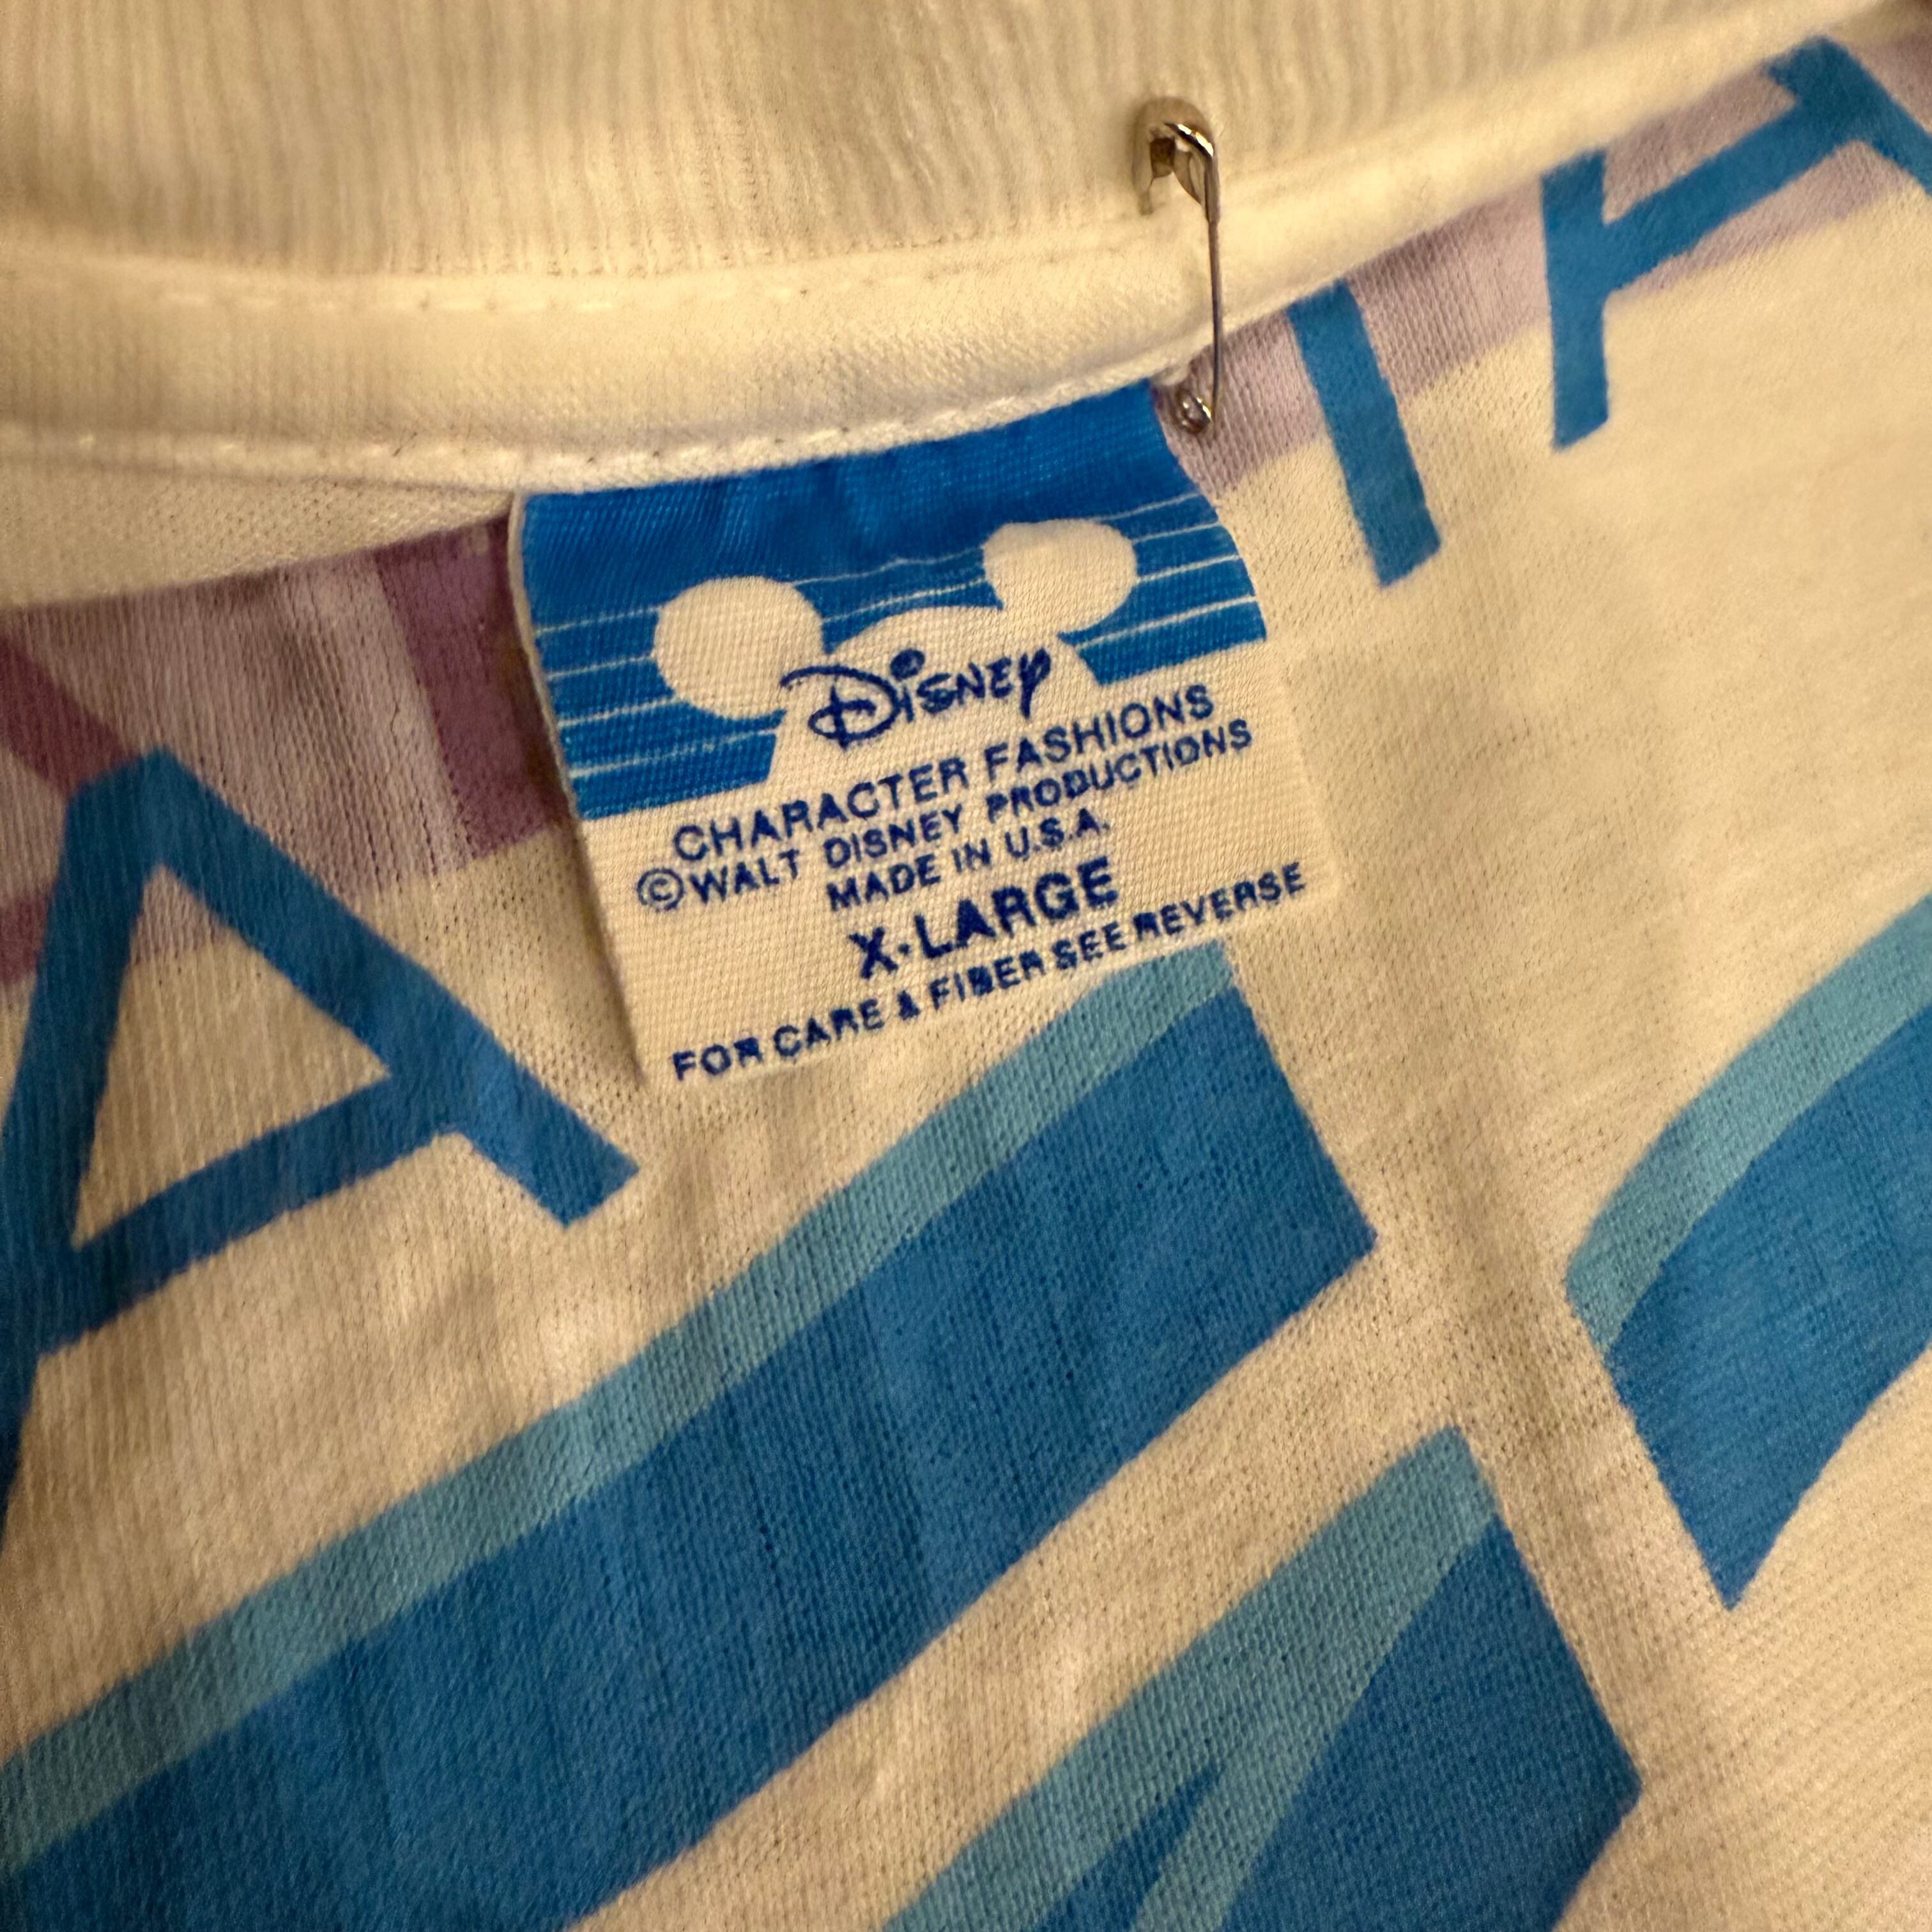 Disney
CHARACTER FASHIONS
©WALT DISNEY PRODUCTIONS
MADE IN U.S.A.
X-LARGE
FOR CARE & FIBER SEE REVERSE